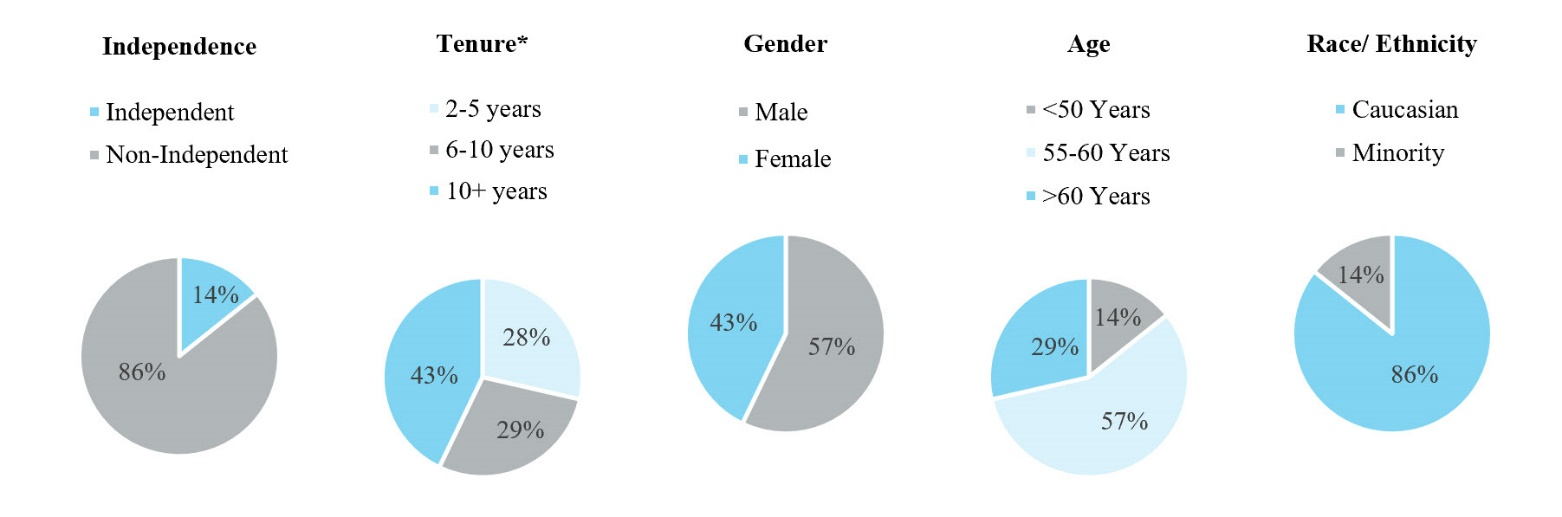 Independence
Independent
Non-Independent
14%
86%
Tenure*
2-5 years
6-10 years
10+ years
28%
43%
29%
Gender
Male
Female
43%
57%
Age
<50 Years
55-60 Years
>60 Years
14%
29%
57%
Race/ Ethnicity
Caucasian
Minority
14%
86%